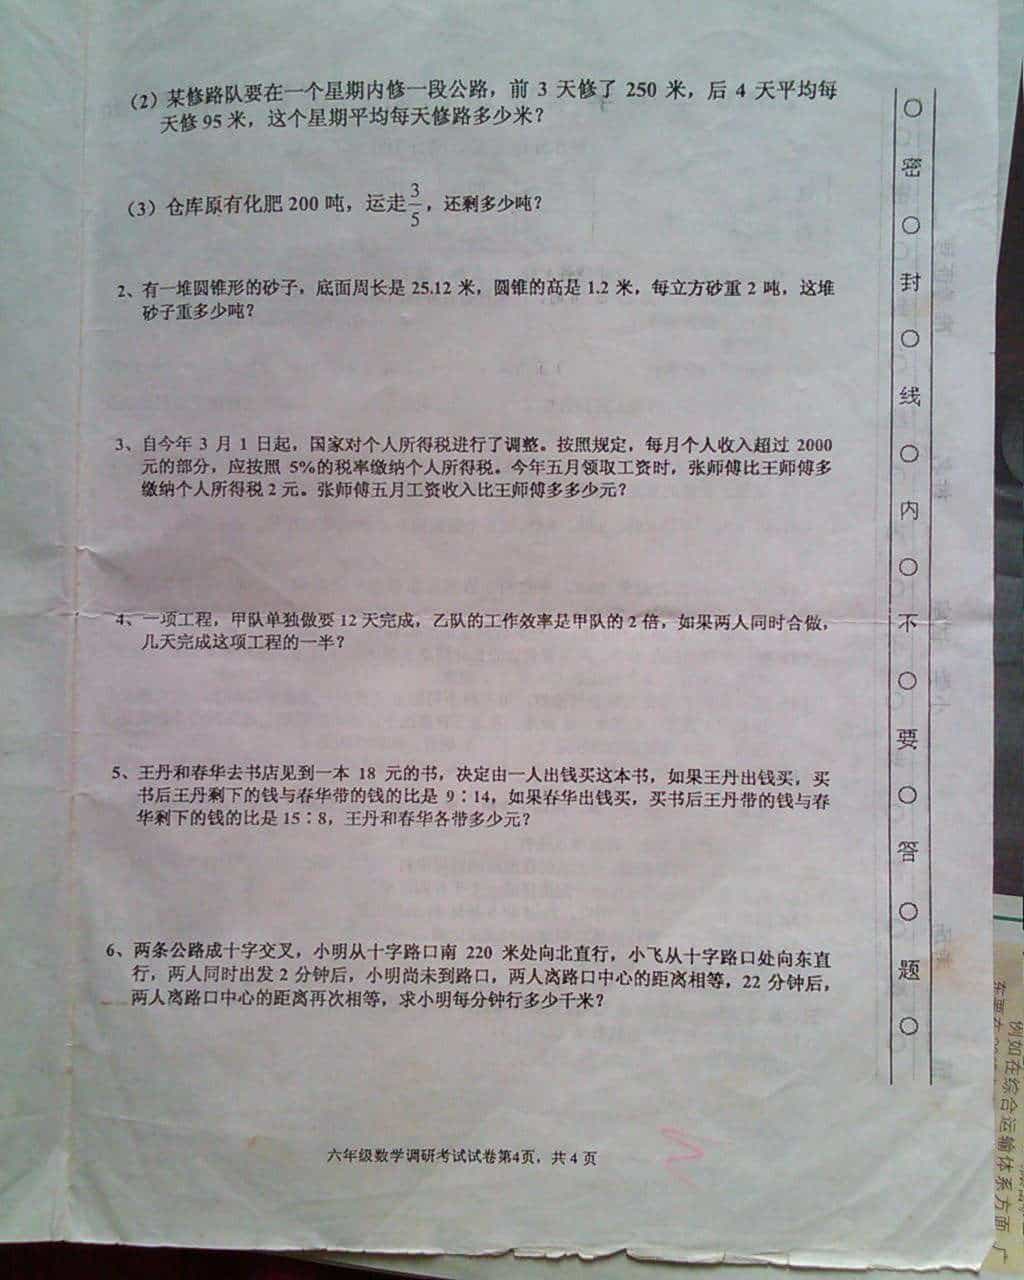 (2) 某修路队要在一个星期内修一段公路，前 3 天修了 250 米，后 4 天平均每
天修 95 米，这个星期平均每天修路多少米？
(3) 仓库原有化肥 200 吨，运走3/5，还剩多少吨？
2、有一堆圆锥形的砂子，底面周长是 25.12 米，圆锥的高是 1.2 米，每立方砂重 2 吨，这堆
砂子重多少吨？
3、自今年 3 月 1 日起，国家对个人所得税进行了调整。按照规定，每月个人收入超过 2000
元的部分，应按照 5%的税率缴纳个人所得税。今年五月领取工资时，张师傅比王师傅多
缴纳个人所得税 2 元。张师傅五月工资收入比王师傅多多少元？
4、一项工程，甲队单独做要 12 天完成，乙队的工作效率是甲队的 2 倍，如果两人同时合做，
几天完成这项工程的一半？
5、王丹和春华去书店见到一本 18 元的书，决定由一人出钱买这本书，如果王丹出钱买，买
书后王丹剩下的钱与春华带的钱的比是 9∶14，如果春华出钱买，买书后王丹带的钱与春
华剩下的钱的比是 15∶8，王丹和春华各带多少元？
6、两条公路成十字交叉，小明从十字路口南 220 米处向北直行，小飞从十字路口处向东直
行，两人同时出发 2 分钟后，小明尚未到路口，两人离路口中心的距离相等，22 分钟后，
两人离路口中心的距离再次相等，求小明每分钟行多少千米？
六年级数学调研考试试卷第4页，共 4 页
○密○封○线○内○不○要○答○题○
例如在综合运输体系方面